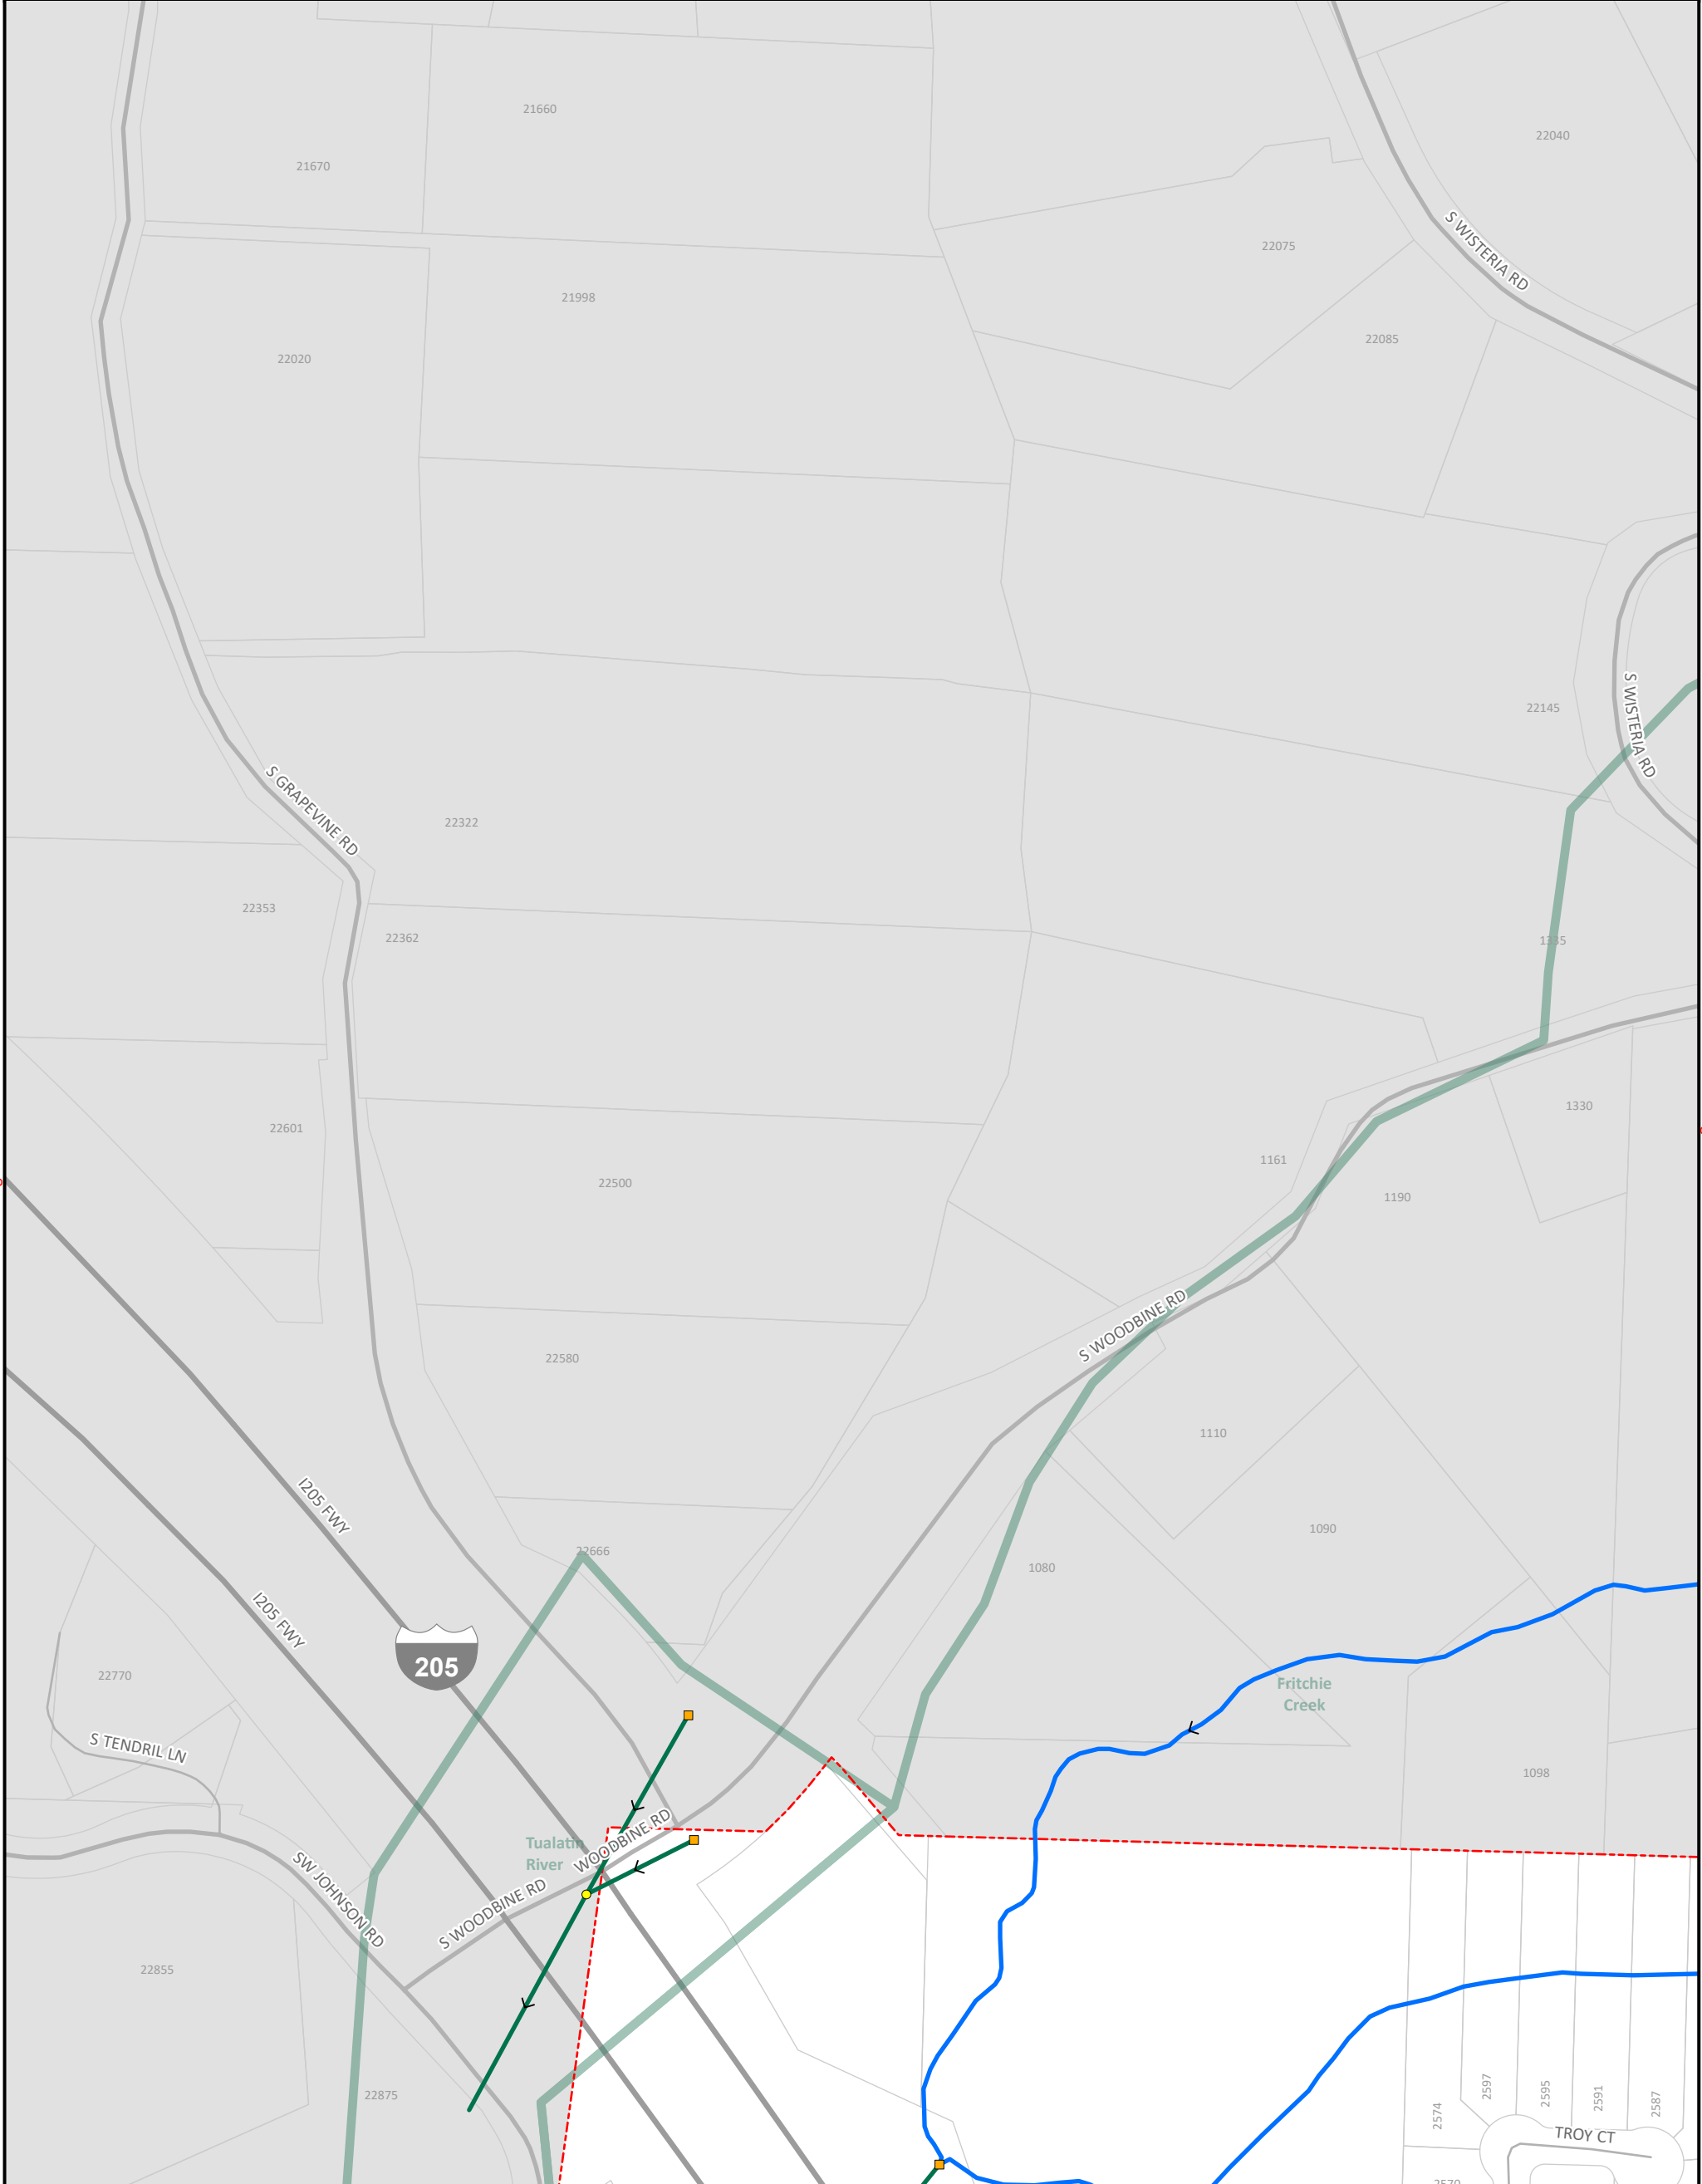 21660
22040
21670
S WISTERIA RD
22075
21998
22085
22020
S WISTERIA RD
22145
S GRAPEVINE RD
22322
22353
22362
1335
22601
1330
22500
1161
1190
S WOODBINE RD
22580
1110
I205 FWY
1090
22666
1080
I205 FWY
205
22770
Fritchie
Creek
S TENDRIL LN
1098
Tualatin
River
WOODBINE RD
SW JOHNSON RD
S WOODBINE RD
22855
22875
2574
2597
2595
2591
2587
TROY CT
2570